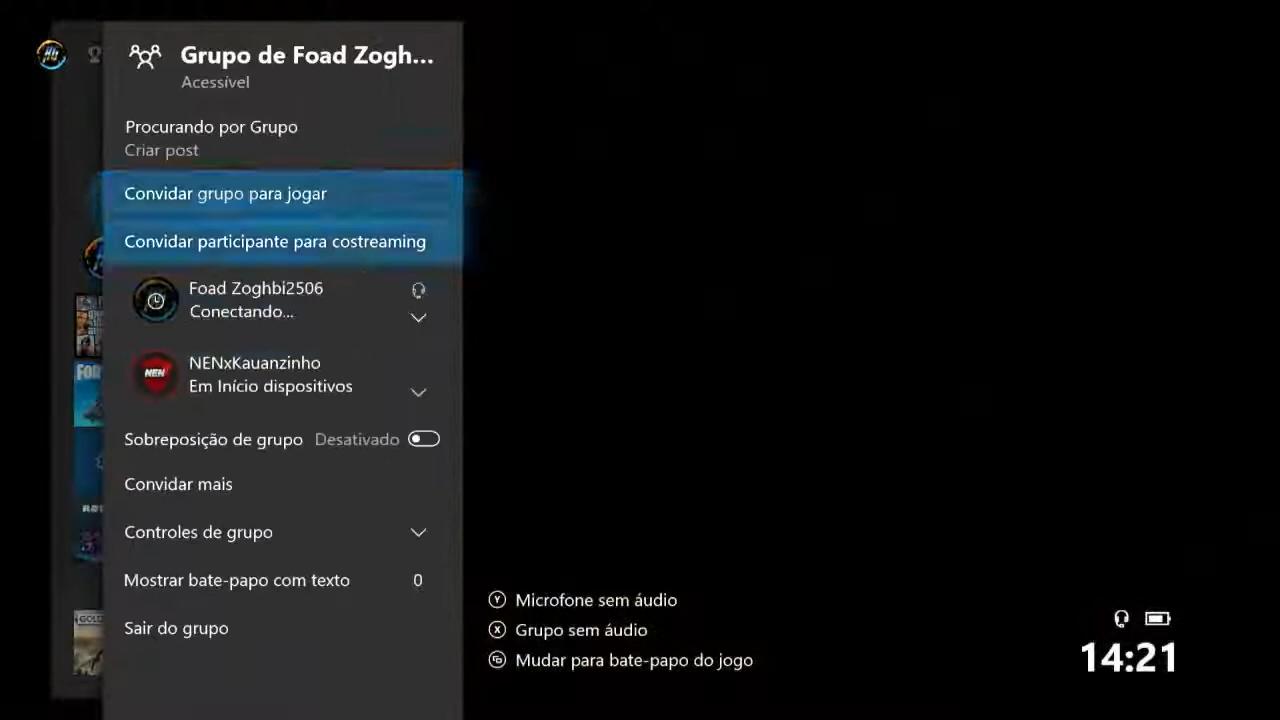 Grupo de Foad Zogh...
Acessível
Procurando por Grupo
Criar post
Convidar grupo para jogar
Convidar participante para costreaming
Foad Zoghbi2506
Conectando...
NEN
NENxKauanzinho
Em Início dispositivos
Sobreposição de grupo Desativado
Convidar mais
Controles de grupo
Mostrar bate-papo com texto 0
Sair do grupo
Y Microfone sem áudio
X Grupo sem áudio
Mudar para bate-papo do jogo
14:21